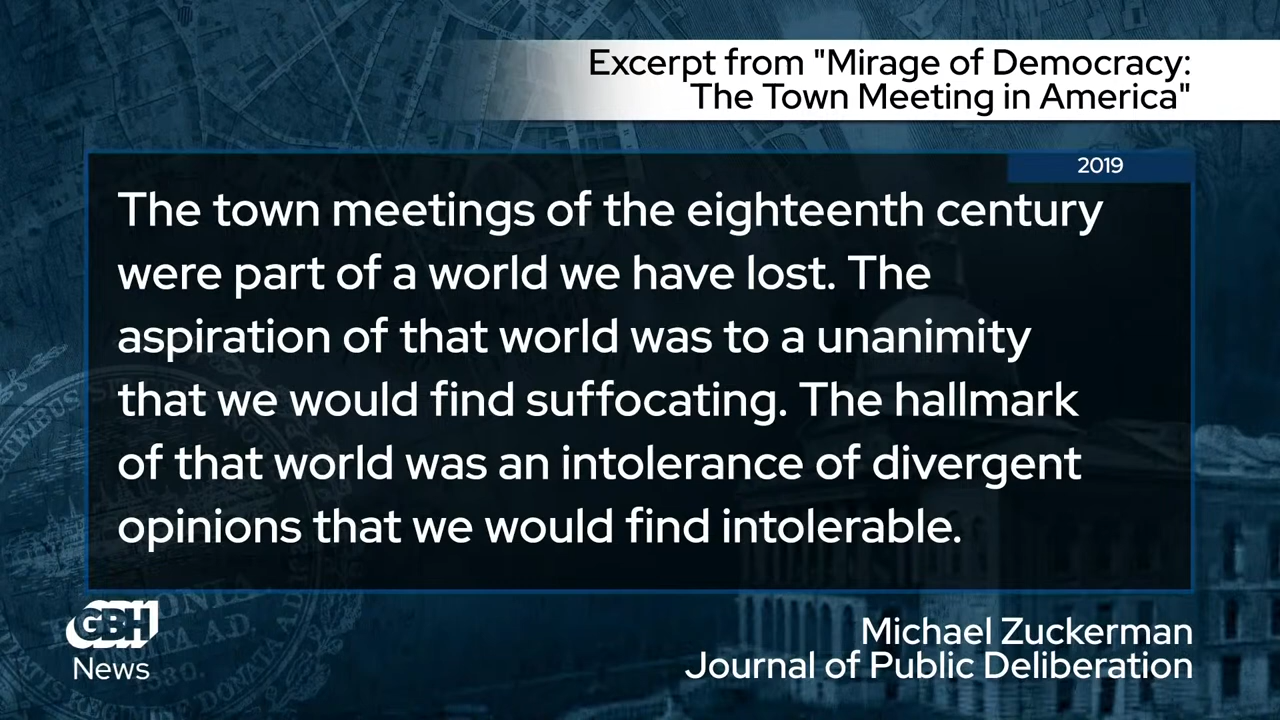 Excerpt from "Mirage of Democracy:
The Town Meeting in America"
2019
The town meetings of the eighteenth century
were part of a world we have lost. The
aspiration of that world was to a unanimity
that we would find suffocating. The hallmark
of that world was an intolerance of divergent
opinions that we would find intolerable.
GBH
News
Michael Zuckerman
Journal of Public Deliberation